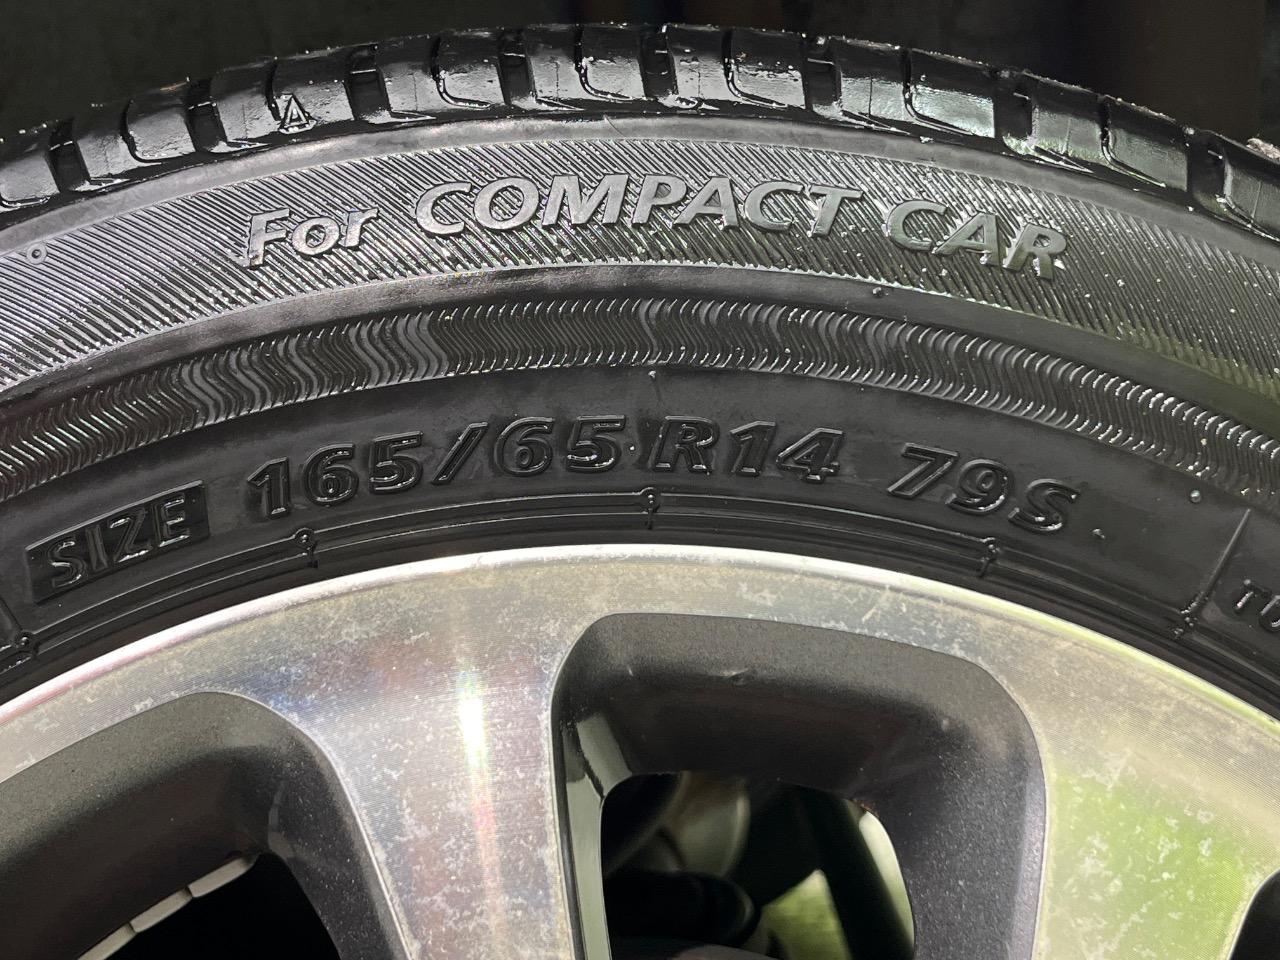 For COMPACT CAR
SIZE 165/65 R14 79S